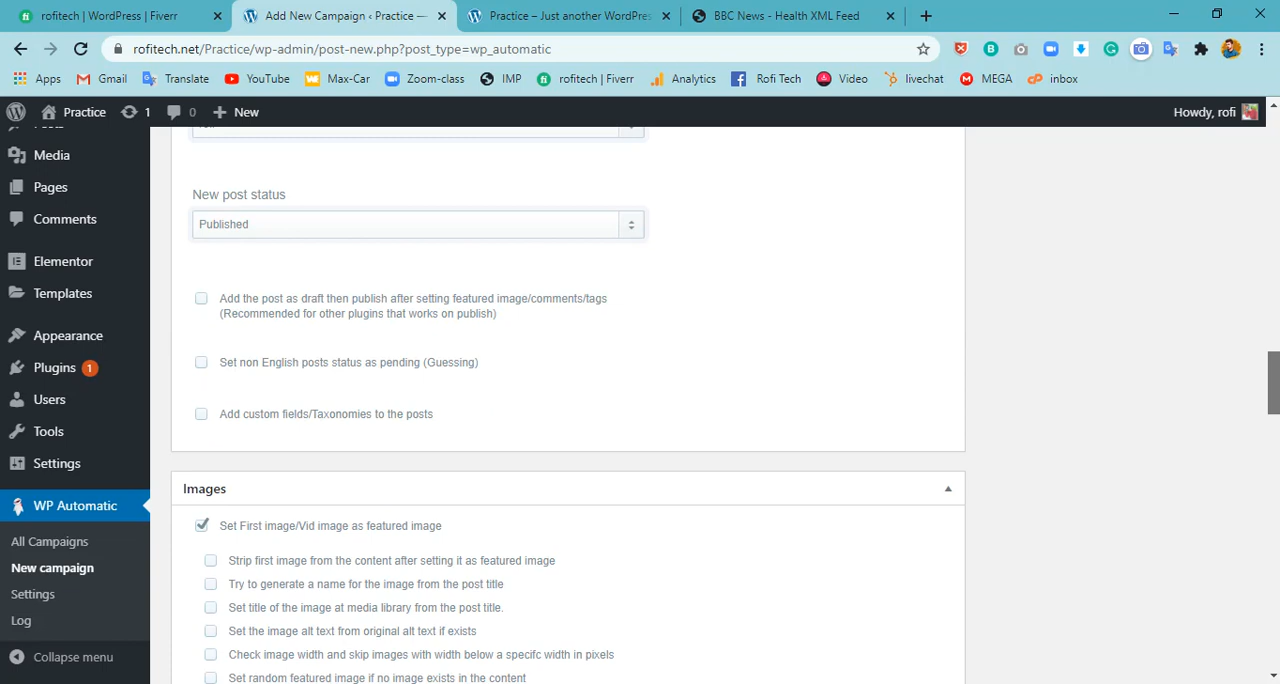 rofitech | WordPress | Fiverr
Add New Campaign ‹ Practice —
Practice – Just another WordPres
BBC News - Health XML Feed
rofitech.net/Practice/wp-admin/post-new.php?post_type=wp_automatic
Apps Gmail Translate YouTube Max-Car Zoom-class IMP rofitech | Fiverr Analytics Rofi Tech Video livechat MEGA inbox
Practice 1 0 New Howdy, rofi
Media
Pages
Comments
Elementor
Templates
Appearance
Plugins 1
Users
Tools
Settings
WP Automatic
All Campaigns
New campaign
Settings
Log
Collapse menu
New post status
Published
Add the post as draft then publish after setting featured image/comments/tags
(Recommended for other plugins that works on publish)
Set non English posts status as pending (Guessing)
Add custom fields/Taxonomies to the posts
Images
Set First image/Vid image as featured image
Strip first image from the content after setting it as featured image
Try to generate a name for the image from the post title
Set title of the image at media library from the post title.
Set the image alt text from original alt text if exists
Check image width and skip images with width below a specifc width in pixels
Set random featured image if no image exists in the content